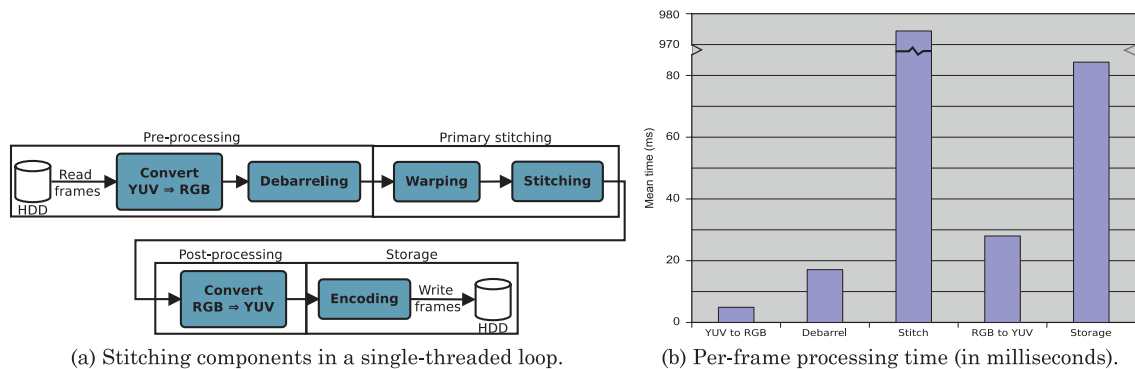 Pre-processing
Primary stitching
HDD
Read
frames
Convert
YUV ⇒ RGB
Debarreling
Warping
Stitching
Post-processing
Storage
Convert
RGB ⇒ YUV
Encoding
Write
frames
HDD
(a) Stitching components in a single-threaded loop.
Mean time (ms)
980
970
80
60
40
20
0
YUV to RGB
Debarrel
Stitch
RGB to YUV
Storage
(b) Per-frame processing time (in milliseconds).